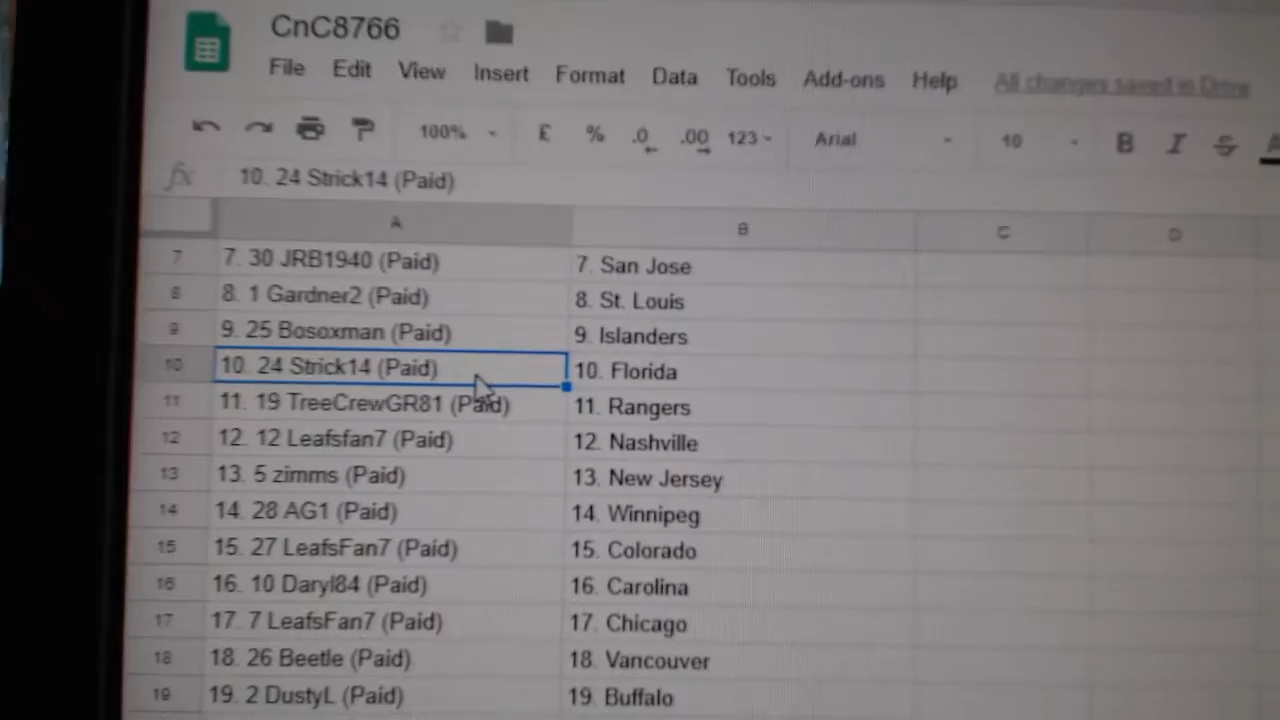 CnC8766
File Edit View Insert Format Data Tools Add-ons Help All changes saved in Drive
100% £ % .0 .00 123 Arial 10 B I S A
fx 10. 24 Strick14 (Paid)
A B C D
7 7. 30 JRB1940 (Paid) 7. San Jose
8 8. 1 Gardner2 (Paid) 8. St. Louis
9 9. 25 Bosoxman (Paid) 9. Islanders
10 10. 24 Strick14 (Paid) 10. Florida
11 11. 19 TreeCrewGR81 (Paid) 11. Rangers
12 12. 12 Leafsfan7 (Paid) 12. Nashville
13 13. 5 zimms (Paid) 13. New Jersey
14 14. 28 AG1 (Paid) 14. Winnipeg
15 15. 27 LeafsFan7 (Paid) 15. Colorado
16 16. 10 Daryl84 (Paid) 16. Carolina
17 17. 7 LeafsFan7 (Paid) 17. Chicago
18 18. 26 Beetle (Paid) 18. Vancouver
19 19. 2 DustyL (Paid) 19. Buffalo